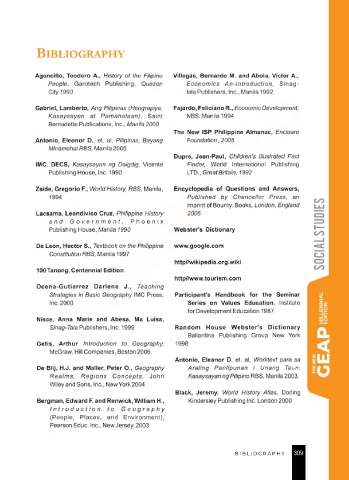 BIBLIOGRAPHY
Agoncillo, Teodoro A., History of the Filipino
People, Garotech Publishing, Quezon
City 1990
Gabriel, Lamberto, Ang Pilipinas (Heograpiya,
Kasaysayan at Pamahalaan), Saint
Bernadette Publications, Inc., Manila 2000
Antonio, Eleanor D., et. al, Pilipinas, Bayang
Minamahal RBS, Manila 2005
IMC, DECS, Kasaysayan ng Daigdig, Vicente
Publishing House, Inc. 1990
Zaide, Gregorio F., World History, RBS, Manila,
1994
Lacsama, Leandivico Cruz, Philippine History
and Government, Phoenix
Publishing House, Manila 1990
De Leon, Hector S., Textbook on the Philippine
Constitution RBS, Manila 1997
100 Tanong, Centennial Edition
Ocena-Gutierrez Darlene J., Teaching
Strategies in Basic Geography IMC Press,
Inc. 2000
Nisce, Anna Marie and Abesa, Ma Luisa,
Sinag-Tala Publishers, Inc. 1999
Getis, Arthur Introduction to Geography,
McGraw, Hill Companies, Boston 2006
De Blij, H.J. and Muller, Peter O., Geography
Realms, Regions Concepts, John
Wiley and Sans, Inc., New York 2004
Bergman, Edward F. and Renwick, William H.,
Introduction to Geography
(People, Places, and Environment),
Pearson Educ. Inc., New Jersey, 2003
Villegas, Bernardo M. and Abola, Victor A.,
Economics An-Introduction, Sinag-
tala Publishers, Inc., Manila 1992
Fajardo, Feliciano R., Economic Development,
NBS. Manila 1994
The New ISP Philippine Almanac, Enclcare
Foundation, 2005
Dupre, Jean-Paul, Children's Illustrated Fact
Finder, World International Publishing
LTD., Great Britain, 1992
Encyclopedia of Questions and Answers,
Published by Chancellor Press, an
imprint of Bounty. Books, London, England
2005
Webster's Dictionary
www.google.com
http//wikipedia.org.wiki
http//www.tourism.com
Participant's Handbook for the Seminar
Series on Values Education. Institute
for Development Education 1987
Random House Webster's Dictionary
Ballantine Publishing Group New York
1998
Antonio, Eleanor D. et. al, Worktext para sa
Araling Panlipunan I Unang Taon:
Kasaysayan ng Pilipino RBS, Manila 2003
Black, Jeremy. World History Atlas, Dorling
Kindersley Publishing Inc. London 2000
SOCIAL STUDIES
THE NEW
GEAP
MILLENNIAL
EDITION
BIBLIOGRAPHY 309